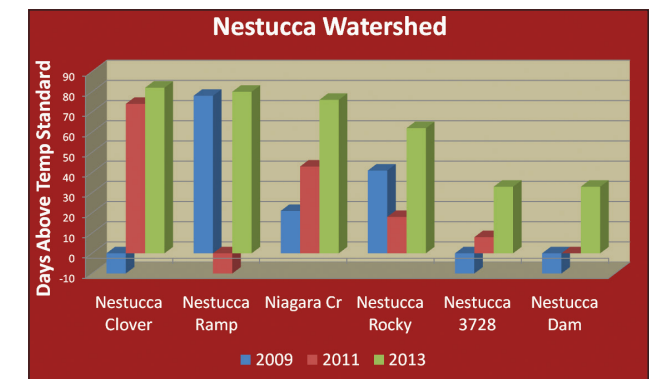 Nestucca Watershed
Days Above Temp Standard
90
80
70
60
50
40
30
20
10
0
-10
Nestucca Clover
Nestucca Ramp
Niagara Cr
Nestucca Rocky
Nestucca 3728
Nestucca Dam
2009 2011 2013